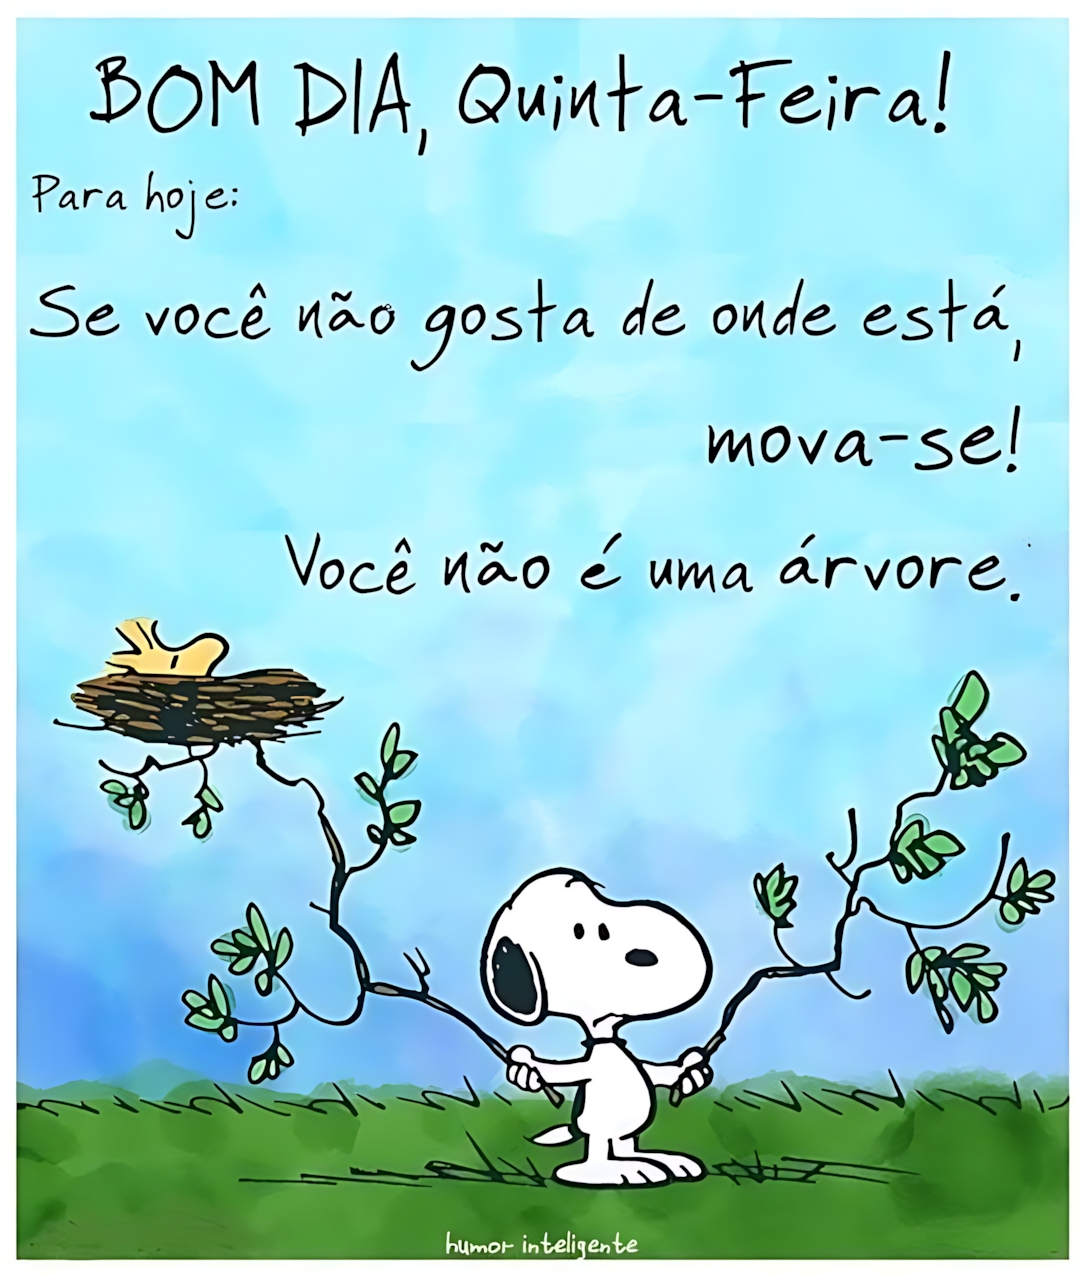 BOM DIA, Quinta-Feira!
Para hoje:
Se você não gosta de onde está,
mova-se!
Você não é uma árvore.
humor inteligente